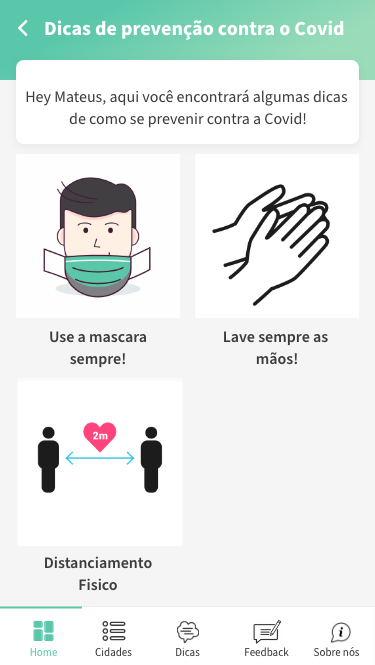 Dicas de prevenção contra o Covid
Hey Mateus, aqui você encontrará algumas dicas
de como se prevenir contra a Covid!
Use a mascara
sempre!
Lave sempre as
mãos!
2m
Distanciamento
Fisico
Home
Cidades
Dicas
Feedback
Sobre nós